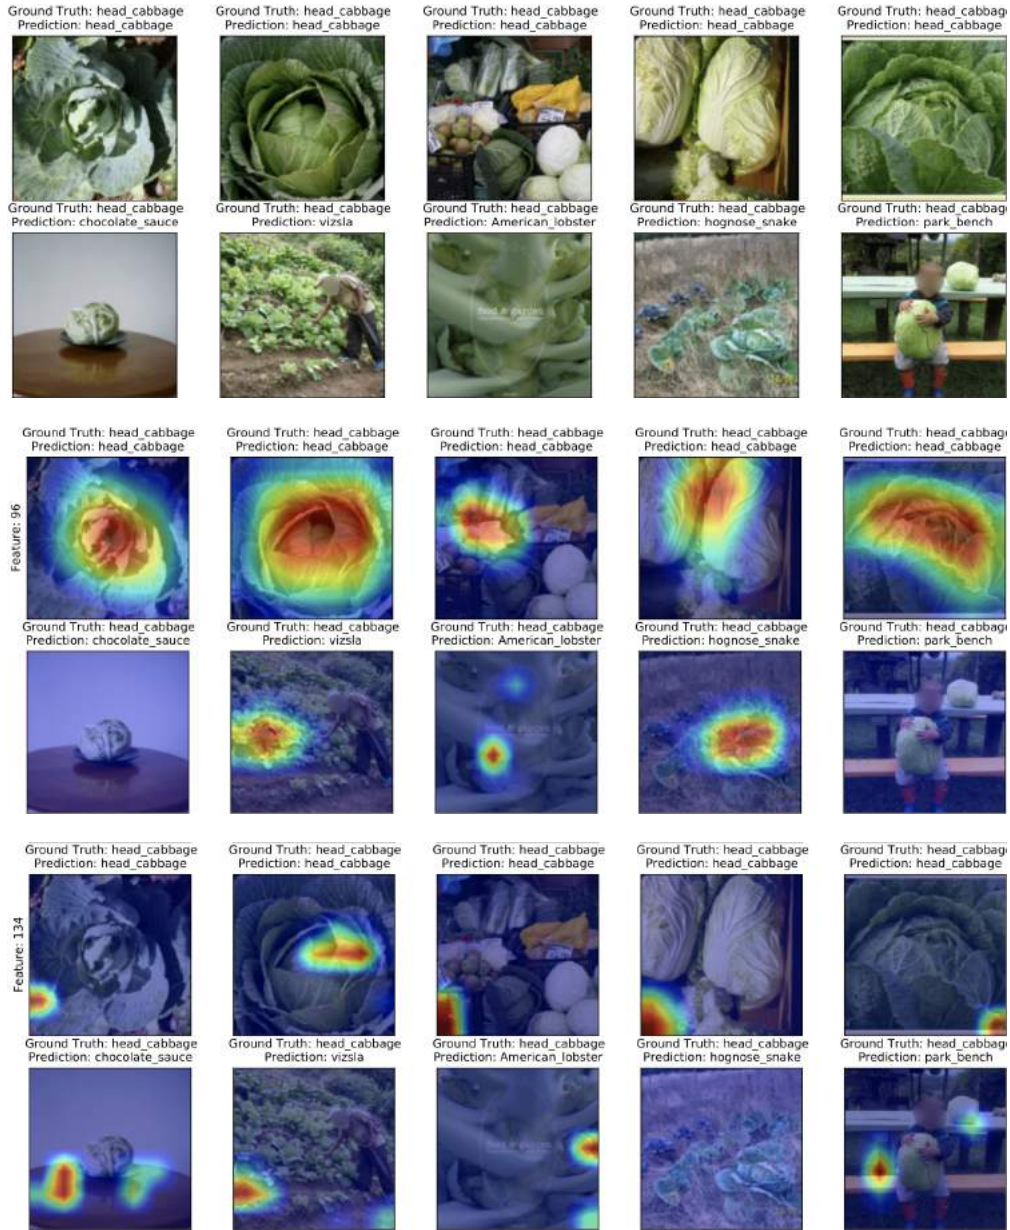 Ground Truth: head_cabbage
Prediction: head_cabbage
Ground Truth: head_cabbage
Prediction: head_cabbage
Ground Truth: head_cabbage
Prediction: head_cabbage
Ground Truth: head_cabbage
Prediction: head_cabbage
Ground Truth: head_cabbage
Prediction: head_cabbage
Ground Truth: head_cabbage
Prediction: chocolate_sauce
Ground Truth: head_cabbage
Prediction: vizsla
Ground Truth: head_cabbage
Prediction: American_lobster
Ground Truth: head_cabbage
Prediction: hognose_snake
Ground Truth: head_cabbage
Prediction: park_bench
Feature: 96
Ground Truth: head_cabbage
Prediction: head_cabbage
Ground Truth: head_cabbage
Prediction: head_cabbage
Ground Truth: head_cabbage
Prediction: head_cabbage
Ground Truth: head_cabbage
Prediction: head_cabbage
Ground Truth: head_cabbage
Prediction: head_cabbage
Ground Truth: head_cabbage
Prediction: chocolate_sauce
Ground Truth: head_cabbage
Prediction: vizsla
Ground Truth: head_cabbage
Prediction: American_lobster
Ground Truth: head_cabbage
Prediction: hognose_snake
Ground Truth: head_cabbage
Prediction: park_bench
Feature: 134
Ground Truth: head_cabbage
Prediction: head_cabbage
Ground Truth: head_cabbage
Prediction: head_cabbage
Ground Truth: head_cabbage
Prediction: head_cabbage
Ground Truth: head_cabbage
Prediction: head_cabbage
Ground Truth: head_cabbage
Prediction: head_cabbage
Ground Truth: head_cabbage
Prediction: chocolate_sauce
Ground Truth: head_cabbage
Prediction: vizsla
Ground Truth: head_cabbage
Prediction: American_lobster
Ground Truth: head_cabbage
Prediction: hognose_snake
Ground Truth: head_cabbage
Prediction: park_bench